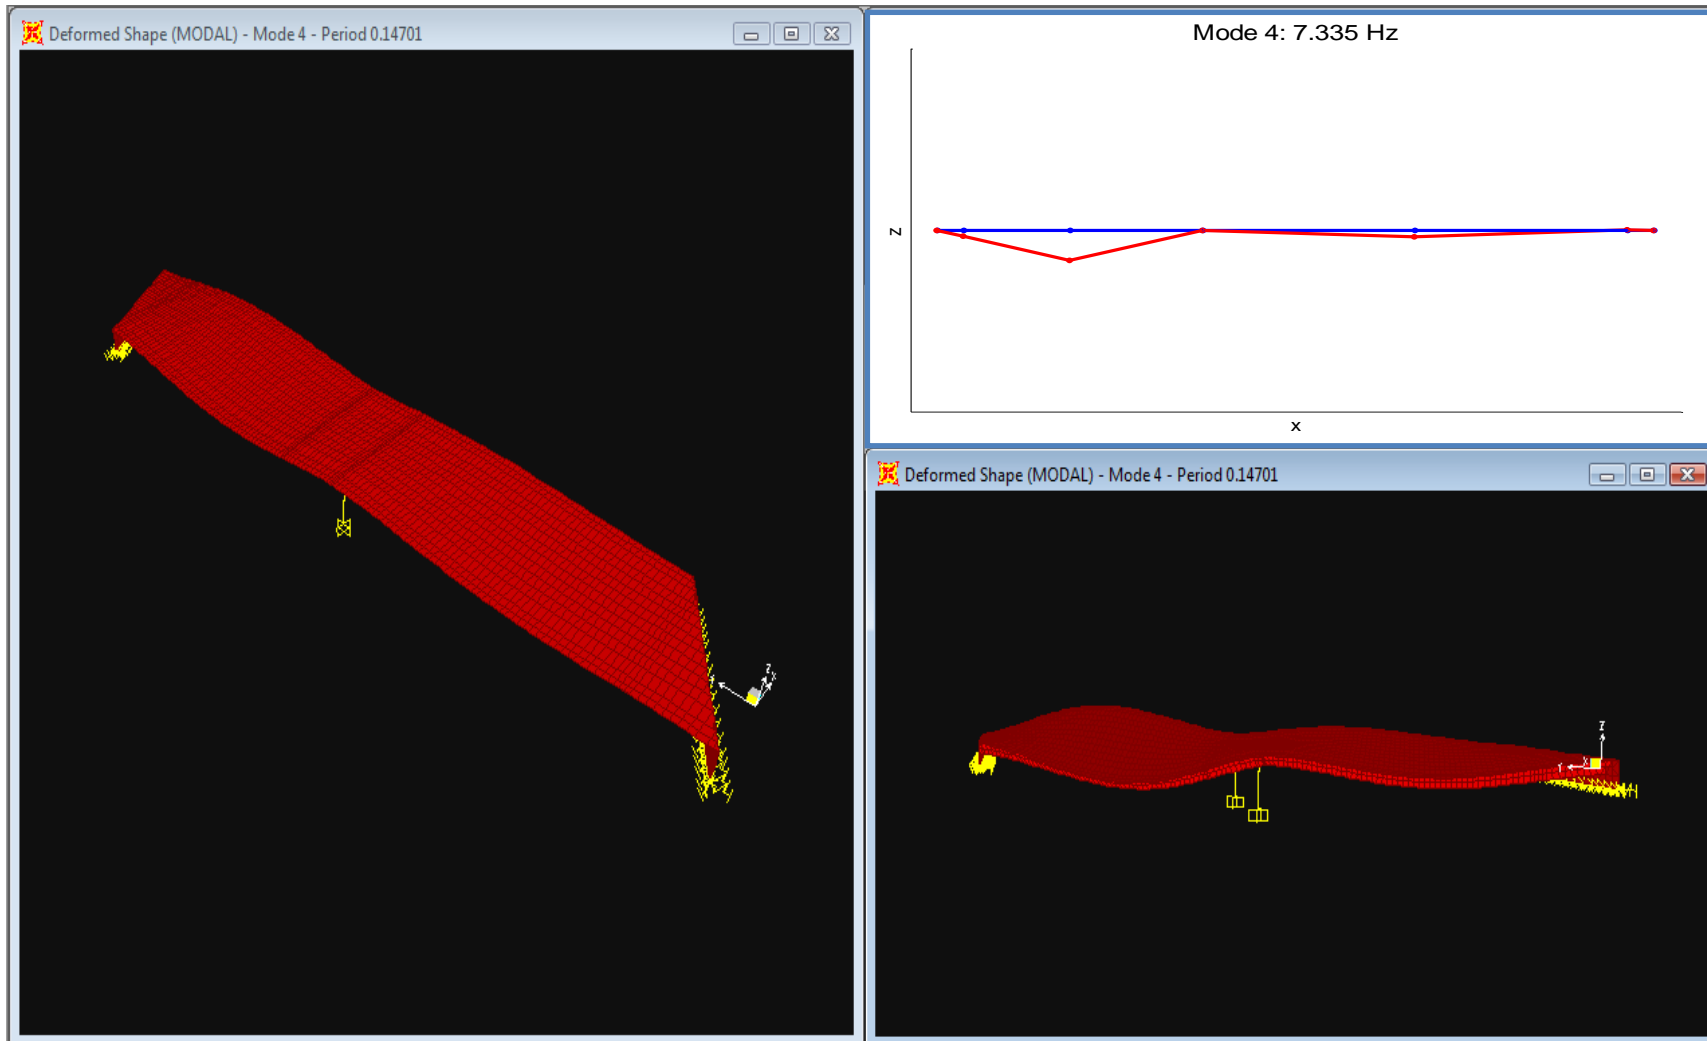 Deformed Shape (MODAL) - Mode 4 - Period 0.14701
Mode 4: 7.335 Hz
z
x
Deformed Shape (MODAL) - Mode 4 - Period 0.14701
Z
X
Z
X
Y